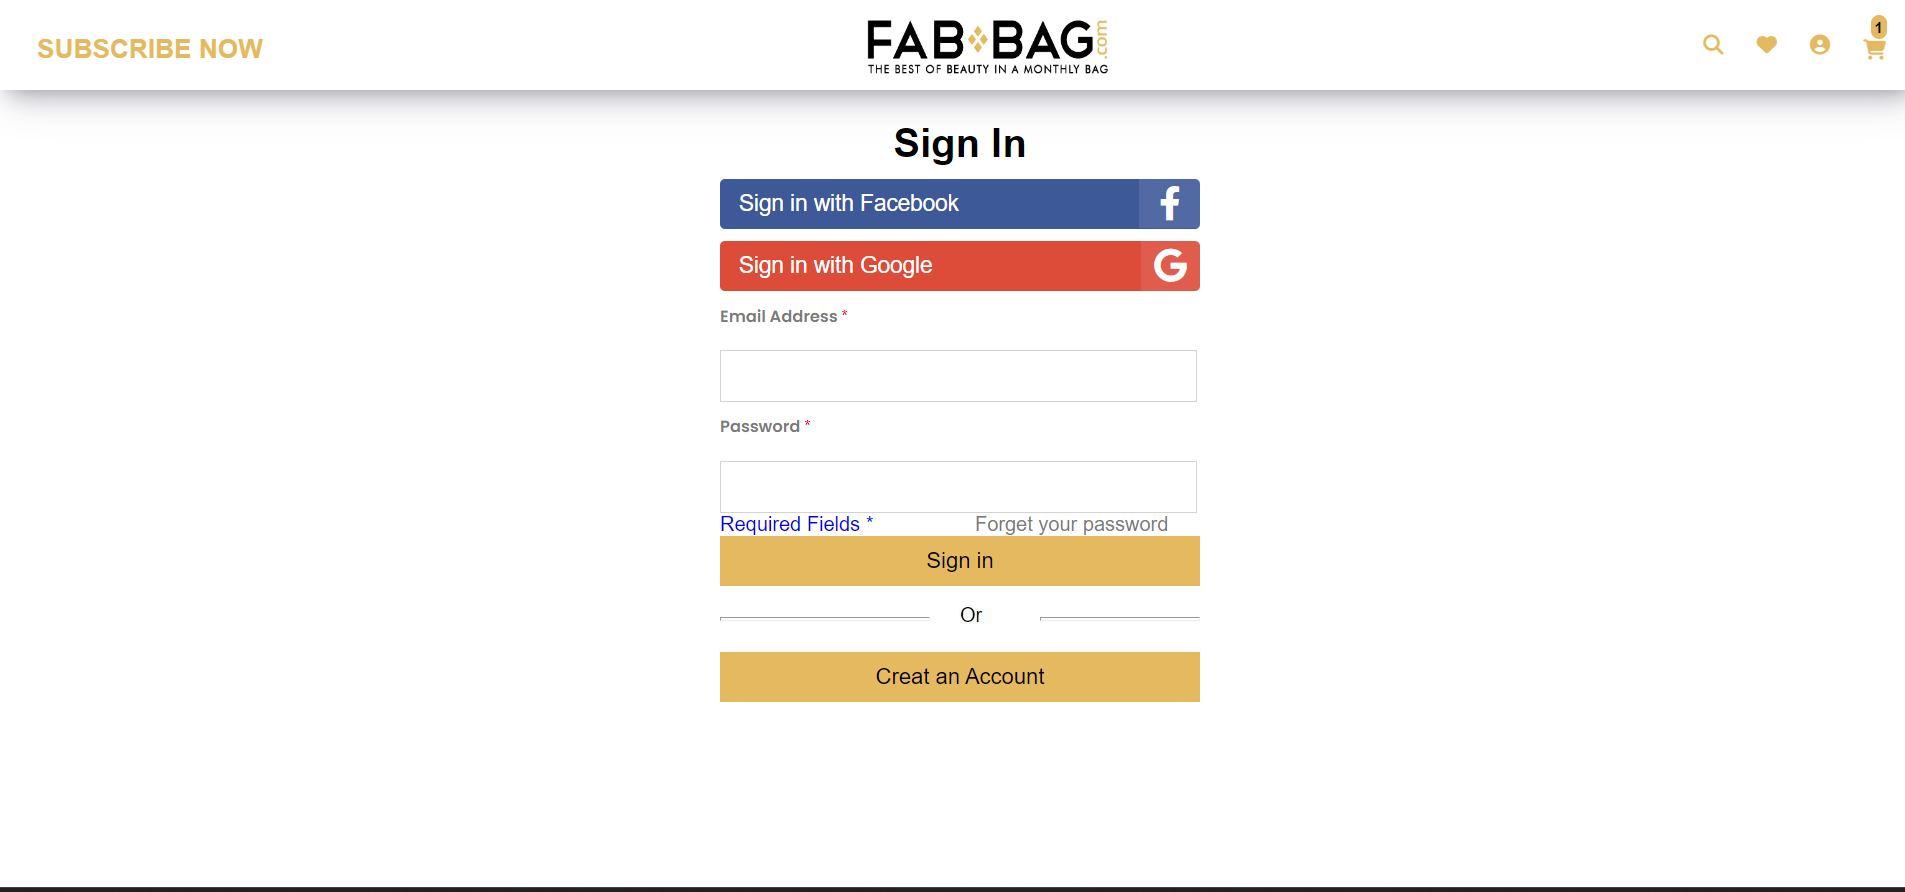 SUBSCRIBE NOW
FAB BAG .com
THE BEST OF BEAUTY IN A MONTHLY BAG
1
Sign In
Sign in with Facebook
Sign in with Google
Email Address *
Password *
Required Fields * Forget your password
Sign in
Or
Creat an Account